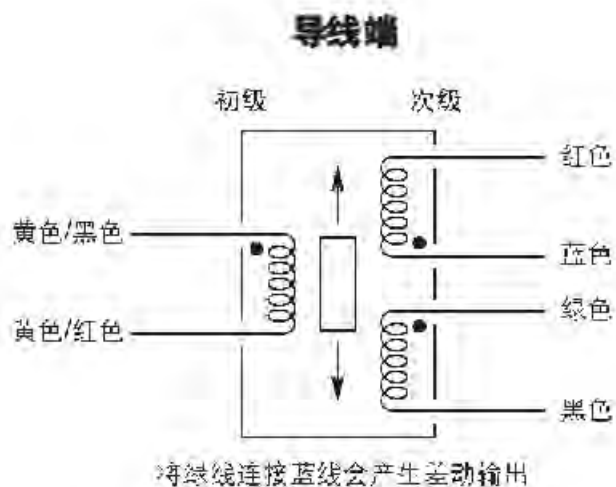 导线端
初级 次级
红色
黄色/黑色
蓝色
绿色
黄色/红色
黑色
将绿线连接蓝线会产生差动输出